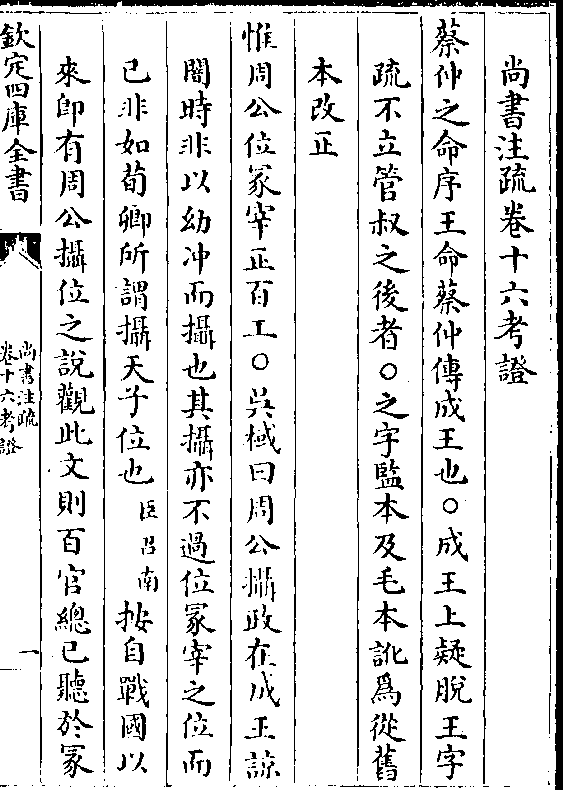 尚書注疏卷十六考證
蔡仲之命序王命蔡仲傳成王也○成王上疑脫王字
疏不立管叔之後者○之字監本及毛本訛爲從舊
本改正
惟周公位冡宰正百工○吳棫曰周公攝政在成王諒
闇時非以幼冲而攝也其攝亦不過位冡宰之位而
已非如荀卿所謂攝天子位也臣召南按自戰國以
來即有周公攝位之說觀此文則百官總已聽於冡
欽定四庫全書
尚書注疏
卷十六考證
一